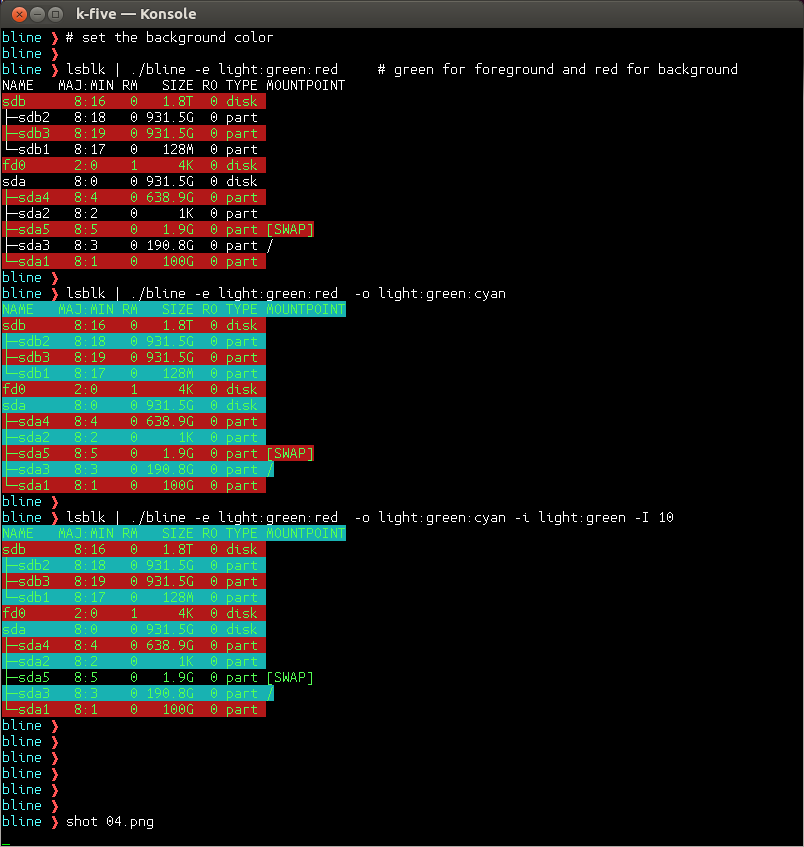 k-five — Konsole
bline ❯ # set the background color
bline ❯
bline ❯ lsblk | ./bline -e light:green:red     # green for foreground and red for background
NAME   MAJ:MIN RM   SIZE RO TYPE MOUNTPOINT
sdb      8:16   0   1.8T  0 disk
├─sdb2   8:18   0 931.5G  0 part
├─sdb3   8:19   0 931.5G  0 part
└─sdb1   8:17   0   128M  0 part
fd0      2:0    1     4K  0 disk
sda      8:0    0 931.5G  0 disk
├─sda4   8:4    0 638.9G  0 part
├─sda2   8:2    0     1K  0 part
├─sda5   8:5    0   1.9G  0 part [SWAP]
├─sda3   8:3    0 190.8G  0 part /
└─sda1   8:1    0   100G  0 part
bline ❯
bline ❯ lsblk | ./bline -e light:green:red  -o light:green:cyan
NAME   MAJ:MIN RM   SIZE RO TYPE MOUNTPOINT
sdb      8:16   0   1.8T  0 disk
├─sdb2   8:18   0 931.5G  0 part
├─sdb3   8:19   0 931.5G  0 part
└─sdb1   8:17   0   128M  0 part
fd0      2:0    1     4K  0 disk
sda      8:0    0 931.5G  0 disk
├─sda4   8:4    0 638.9G  0 part
├─sda2   8:2    0     1K  0 part
├─sda5   8:5    0   1.9G  0 part [SWAP]
├─sda3   8:3    0 190.8G  0 part /
└─sda1   8:1    0   100G  0 part
bline ❯
bline ❯ lsblk | ./bline -e light:green:red  -o light:green:cyan -i light:green -I 10
NAME   MAJ:MIN RM   SIZE RO TYPE MOUNTPOINT
sdb      8:16   0   1.8T  0 disk
├─sdb2   8:18   0 931.5G  0 part
├─sdb3   8:19   0 931.5G  0 part
└─sdb1   8:17   0   128M  0 part
fd0      2:0    1     4K  0 disk
sda      8:0    0 931.5G  0 disk
├─sda4   8:4    0 638.9G  0 part
├─sda2   8:2    0     1K  0 part
├─sda5   8:5    0   1.9G  0 part [SWAP]
├─sda3   8:3    0 190.8G  0 part /
└─sda1   8:1    0   100G  0 part
bline ❯
bline ❯
bline ❯
bline ❯
bline ❯
bline ❯
bline ❯ shot 04.png